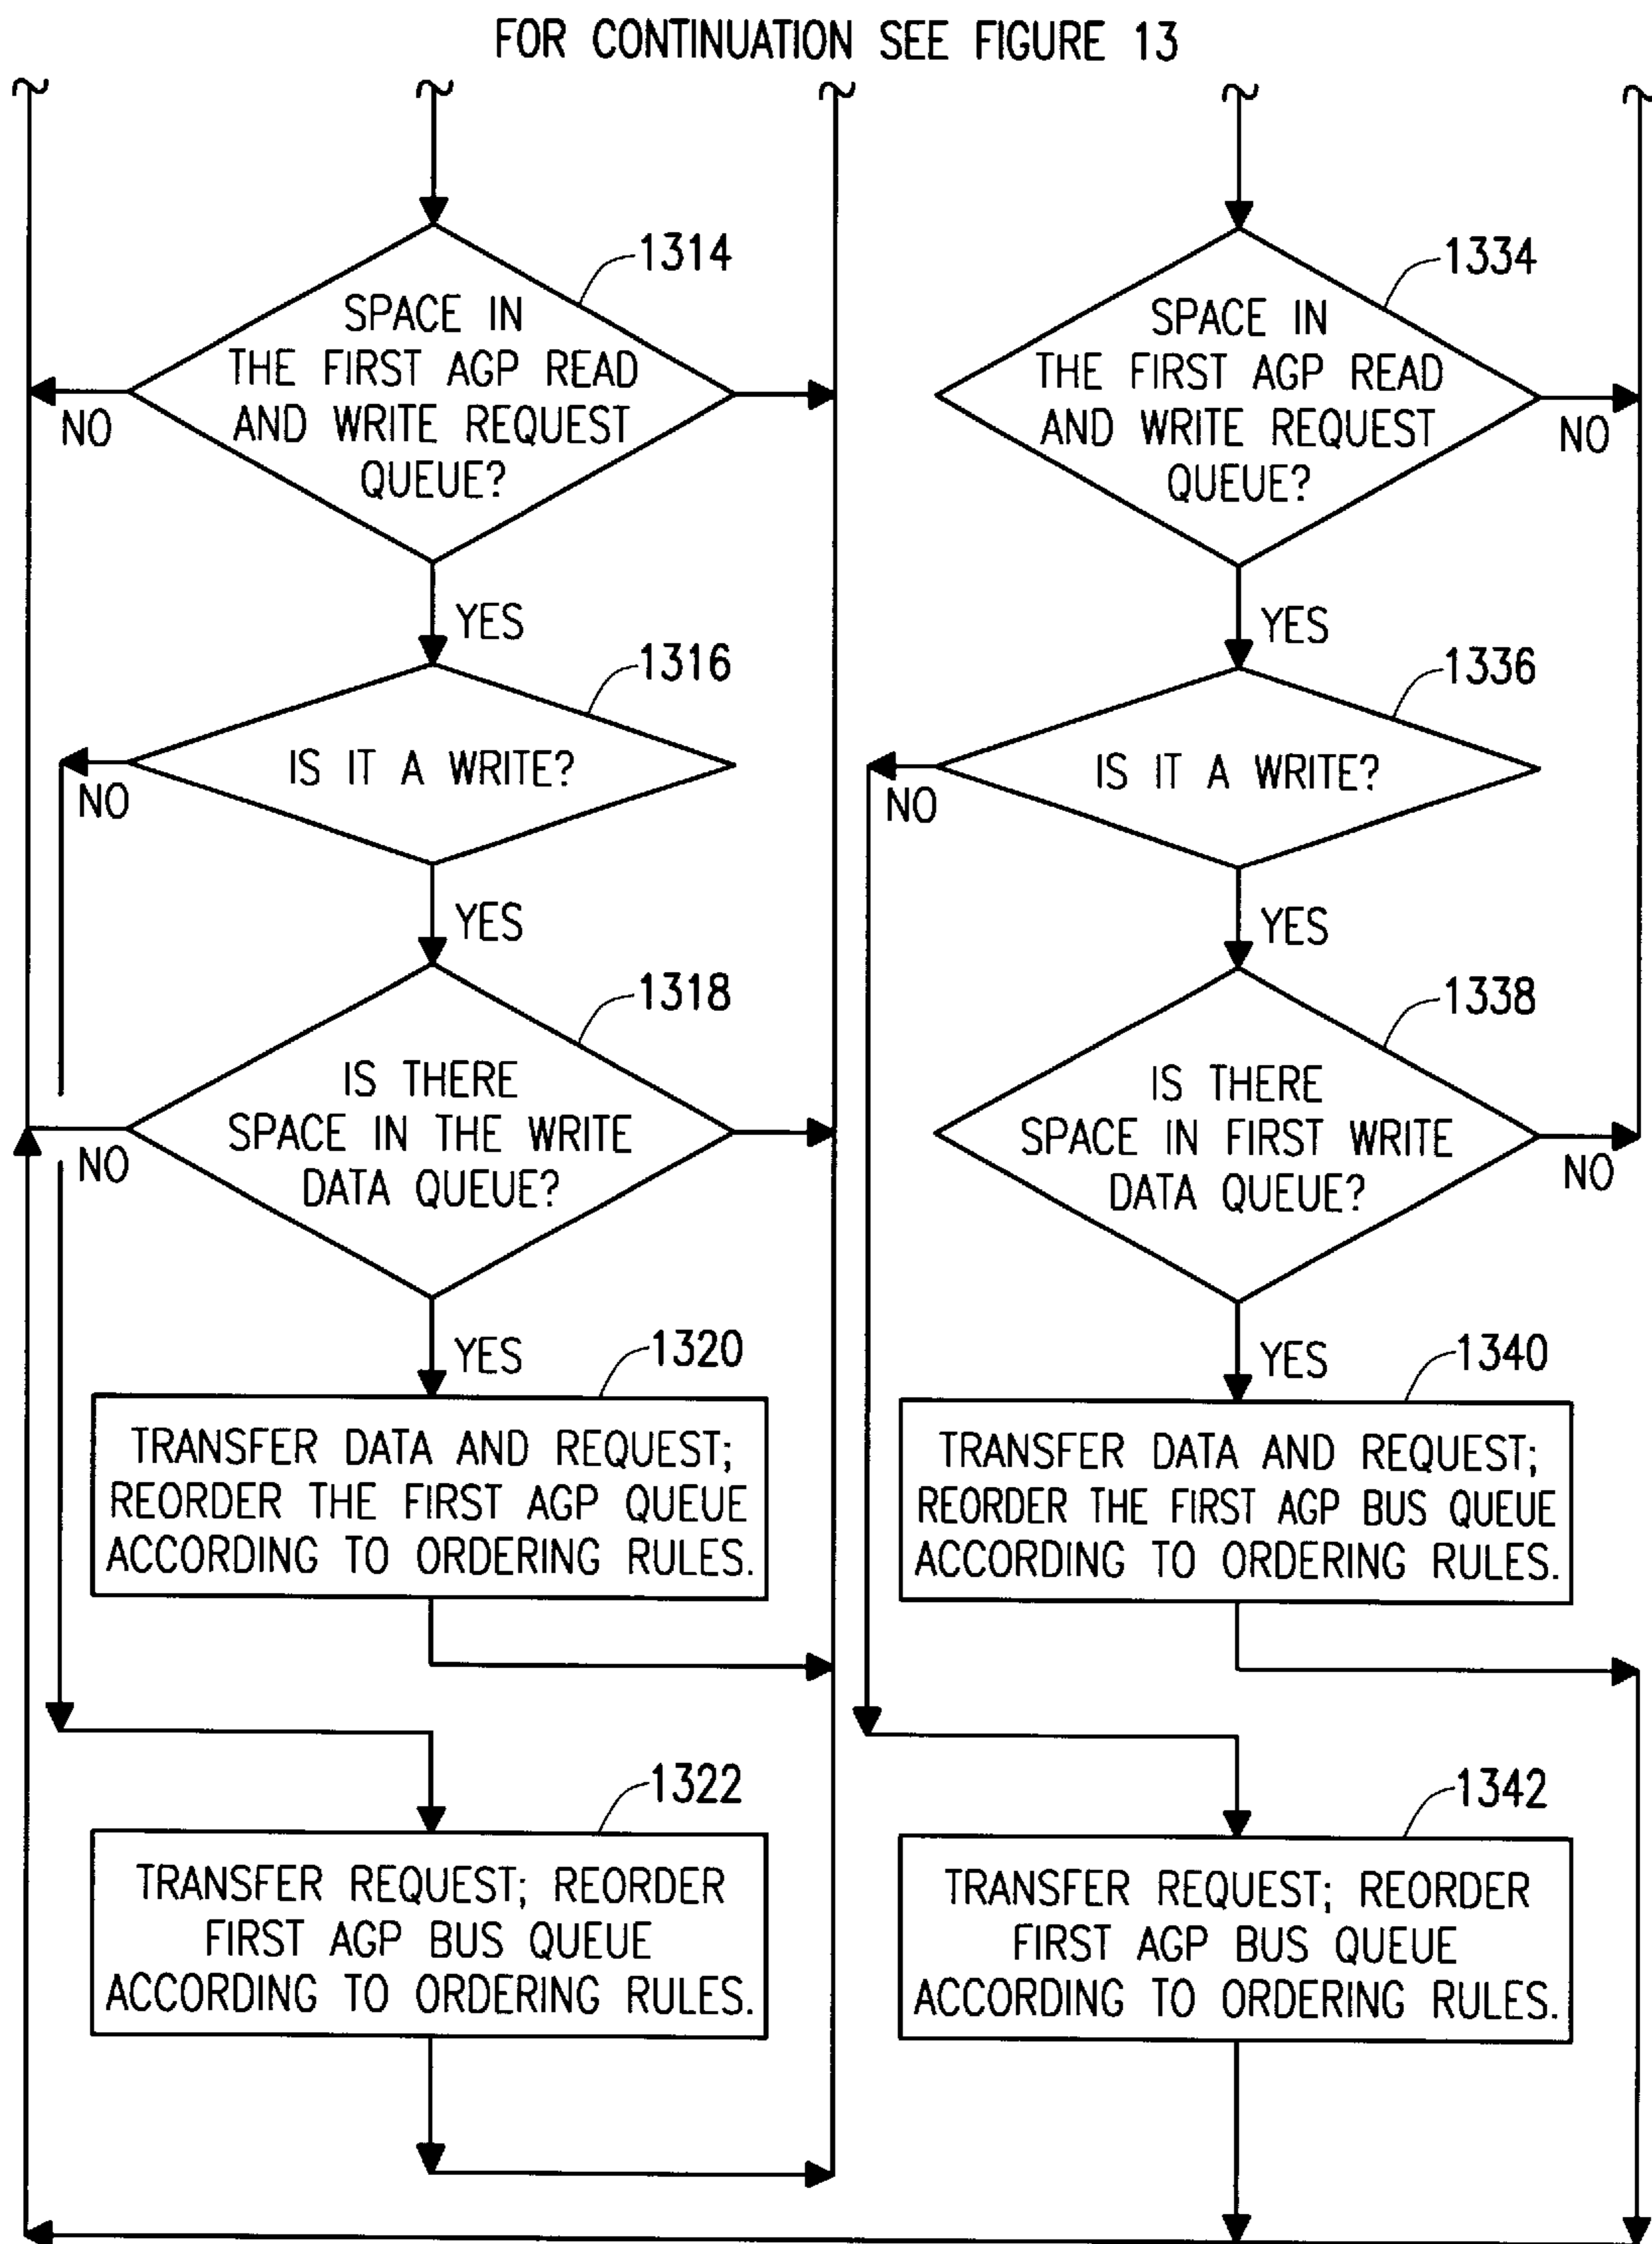 FOR CONTINUATION SEE FIGURE 13
1314
SPACE IN
THE FIRST AGP READ
AND WRITE REQUEST
QUEUE?
NO
YES
1316
IS IT A WRITE?
NO
YES
1318
IS THERE
SPACE IN THE WRITE
DATA QUEUE?
NO
YES
1320
TRANSFER DATA AND REQUEST;
REORDER THE FIRST AGP QUEUE
ACCORDING TO ORDERING RULES.
1322
TRANSFER REQUEST; REORDER
FIRST AGP BUS QUEUE
ACCORDING TO ORDERING RULES.
1334
SPACE IN
THE FIRST AGP READ
AND WRITE REQUEST
QUEUE?
NO
YES
1336
IS IT A WRITE?
NO
YES
1338
IS THERE
SPACE IN FIRST WRITE
DATA QUEUE?
NO
YES
1340
TRANSFER DATA AND REQUEST;
REORDER THE FIRST AGP BUS QUEUE
ACCORDING TO ORDERING RULES.
1342
TRANSFER REQUEST; REORDER
FIRST AGP BUS QUEUE
ACCORDING TO ORDERING RULES.